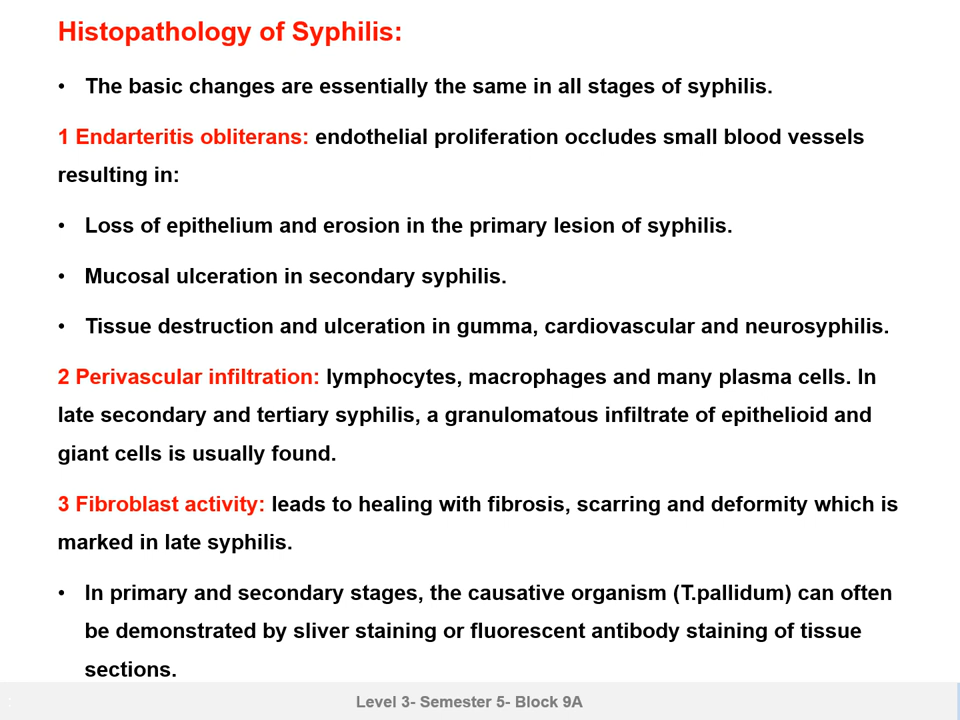 Histopathology of Syphilis:
• The basic changes are essentially the same in all stages of syphilis.
1 Endarteritis obliterans: endothelial proliferation occludes small blood vessels
resulting in:
• Loss of epithelium and erosion in the primary lesion of syphilis.
• Mucosal ulceration in secondary syphilis.
• Tissue destruction and ulceration in gumma, cardiovascular and neurosyphilis.
2 Perivascular infiltration: lymphocytes, macrophages and many plasma cells. In
late secondary and tertiary syphilis, a granulomatous infiltrate of epithelioid and
giant cells is usually found.
3 Fibroblast activity: leads to healing with fibrosis, scarring and deformity which is
marked in late syphilis.
• In primary and secondary stages, the causative organism (T.pallidum) can often
be demonstrated by sliver staining or fluorescent antibody staining of tissue
sections.
Level 3- Semester 5- Block 9A